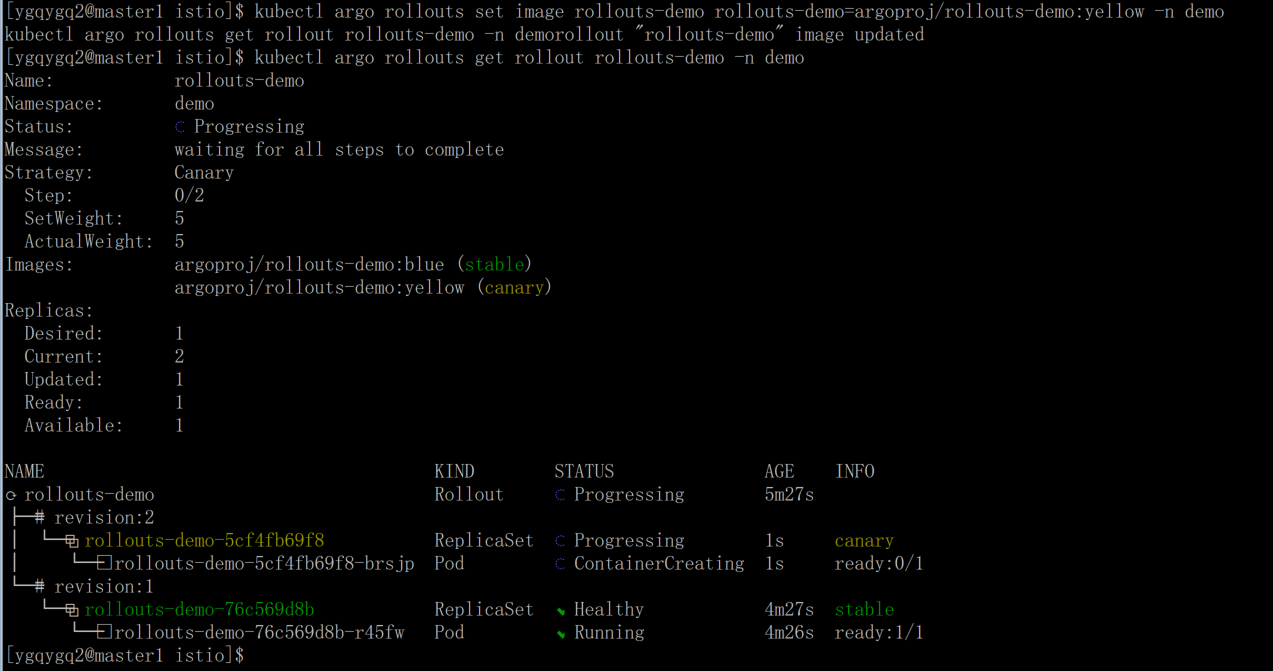 [ygqygq2@master1 istio]$ kubectl argo rollouts set image rollouts-demo rollouts-demo=argoproj/rollouts-demo:yellow -n demo
kubectl argo rollouts get rollout rollouts-demo -n demorollout "rollouts-demo" image updated
[ygqygq2@master1 istio]$ kubectl argo rollouts get rollout rollouts-demo -n demo
Name:            rollouts-demo
Namespace:       demo
Status:          ◌ Progressing
Message:         waiting for all steps to complete
Strategy:        Canary
  Step:          0/2
  SetWeight:     5
  ActualWeight:  5
Images:          argoproj/rollouts-demo:blue (stable)
                 argoproj/rollouts-demo:yellow (canary)
Replicas:
  Desired:       1
  Current:       2
  Updated:       1
  Ready:         1
  Available:     1
NAME                                       KIND        STATUS               AGE    INFO
⟳ rollouts-demo                            Rollout     ◌ Progressing        5m27s
├──# revision:2
│  └──⧉ rollouts-demo-5cf4fb69f8           ReplicaSet  ◌ Progressing        1s     canary
│     └──□ rollouts-demo-5cf4fb69f8-brsjp  Pod         ◌ ContainerCreating  1s     ready:0/1
└──# revision:1
   └──⧉ rollouts-demo-76c569d8b            ReplicaSet  ✔ Healthy            4m27s  stable
      └──□ rollouts-demo-76c569d8b-r45fw   Pod         ✔ Running            4m26s  ready:1/1
[ygqygq2@master1 istio]$